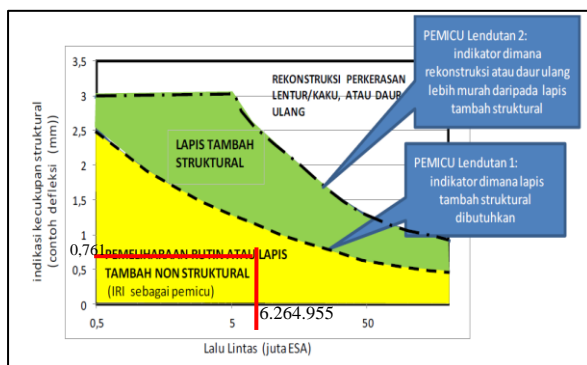 PEMICU Lendutan 2:
indikator dimana
rekonstruksi atau daur ulang
lebih murah daripada lapis
tambah struktural
PEMICU Lendutan 1:
indikator dimana lapis
tambah struktural
dibutuhkan
REKONSTRUKSI PERKERASAN
LENTUR/KAKU, ATAU DAUR
ULANG
LAPIS TAMBAH
STRUKTURAL
PEMELIHARAAN RUTIN ATAU LAPIS
TAMBAH NON STRUKTURAL
(IRI sebagai pemicu)
indikasi kecukupan struktural
(contoh defleksi (mm))
3,5
3
2,5
2
1,5
1
0,761
0,5
0
0,5
5
50
6.264.955
Lalu Lintas (juta ESA)